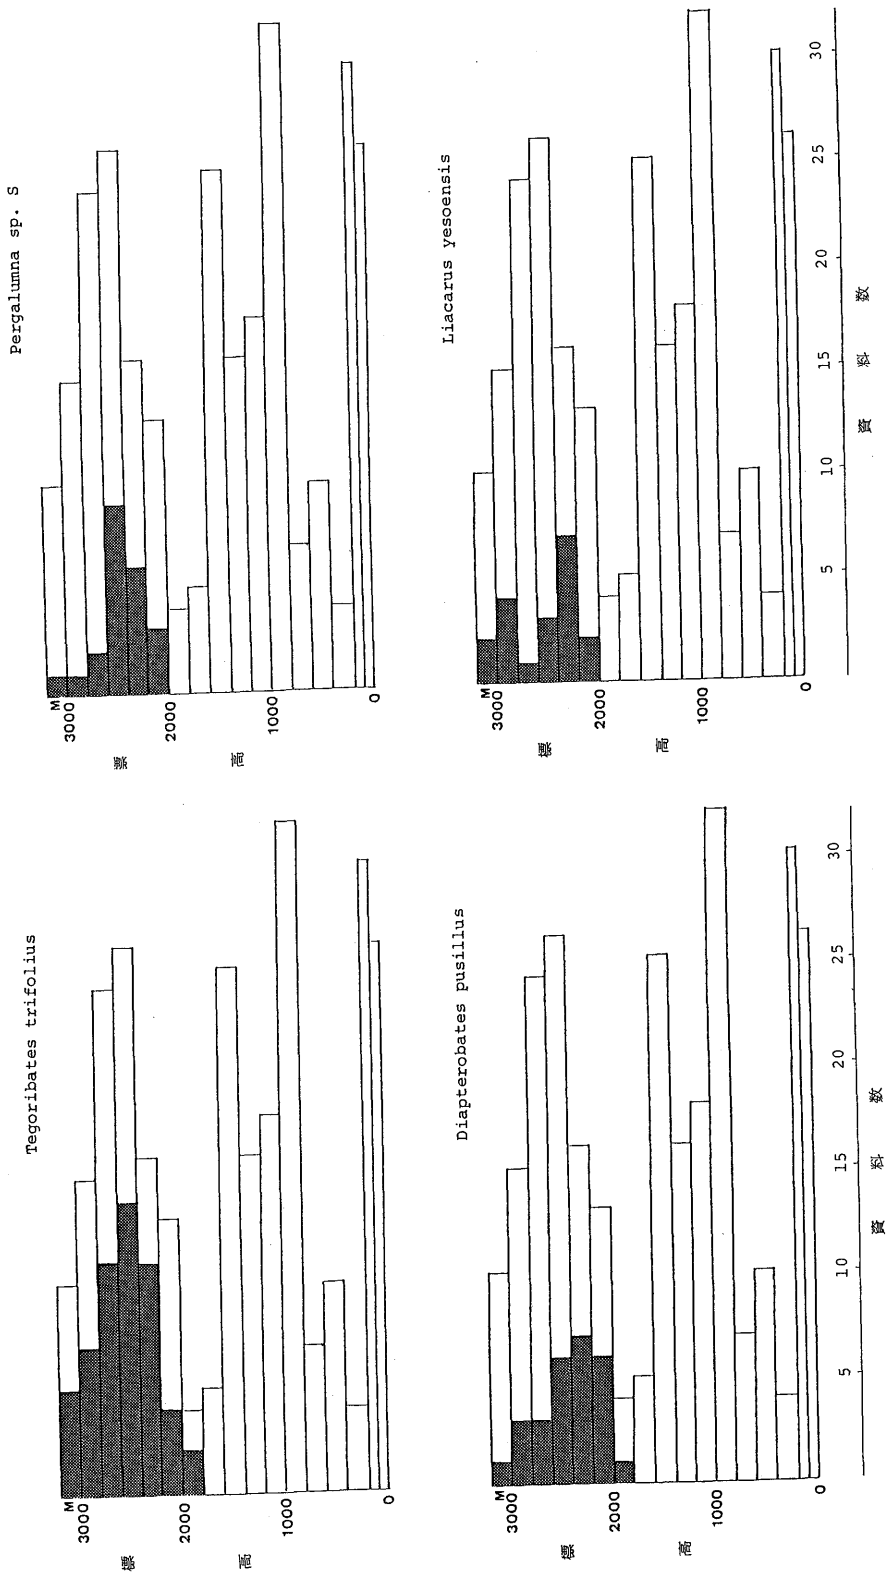 Pergalumna sp. S
M
3000
2000
1000
0
標 高
Liacarus yesoensis
M
3000
2000
1000
0
標 高
5 10 15 20 25 30
資 料 数
Tegoribates trifolius
M
3000
2000
1000
0
標 高
Diapterobates pusillus
M
3000
2000
1000
0
標 高
5 10 15 20 25 30
資 料 数